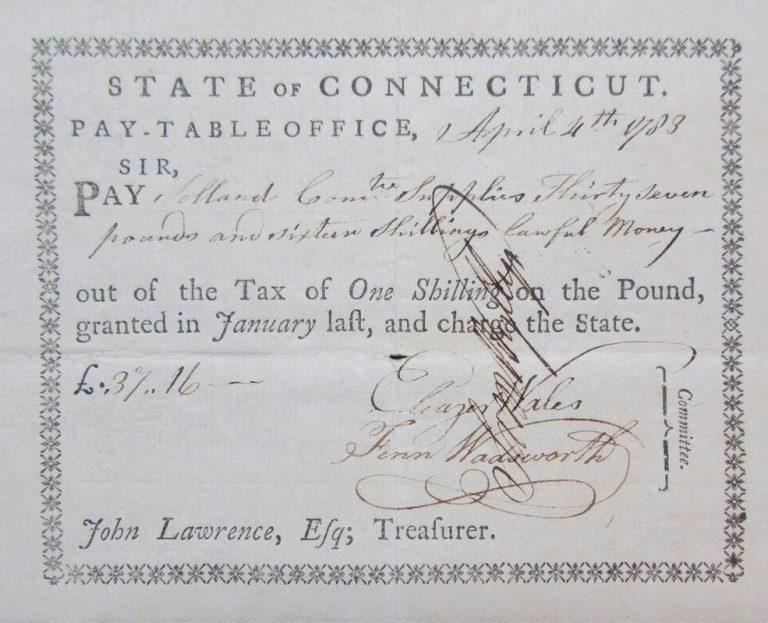 STATE OF CONNECTICUT.
PAY-TABLE OFFICE, April 4th 1783
SIR,
PAY Tolland Comtte Supplies Thirty seven
pounds and sixteen Shillings lawful Money —
out of the Tax of One Shilling on the Pound,
granted in January laſt, and charge the State.
£. 37.. 16 — —
Eleazer Wales
Fenn Wadsworth
Committee.
John Lawrence, Eſq; Treaſurer.